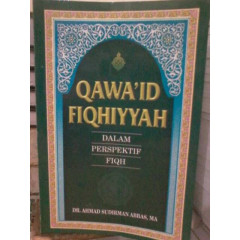 QAWA'ID
FIQHIYYAH
DALAM
PERSPEKTIF
FIQH
DR. AHMAD SUDIRMAN ABBAS, MA